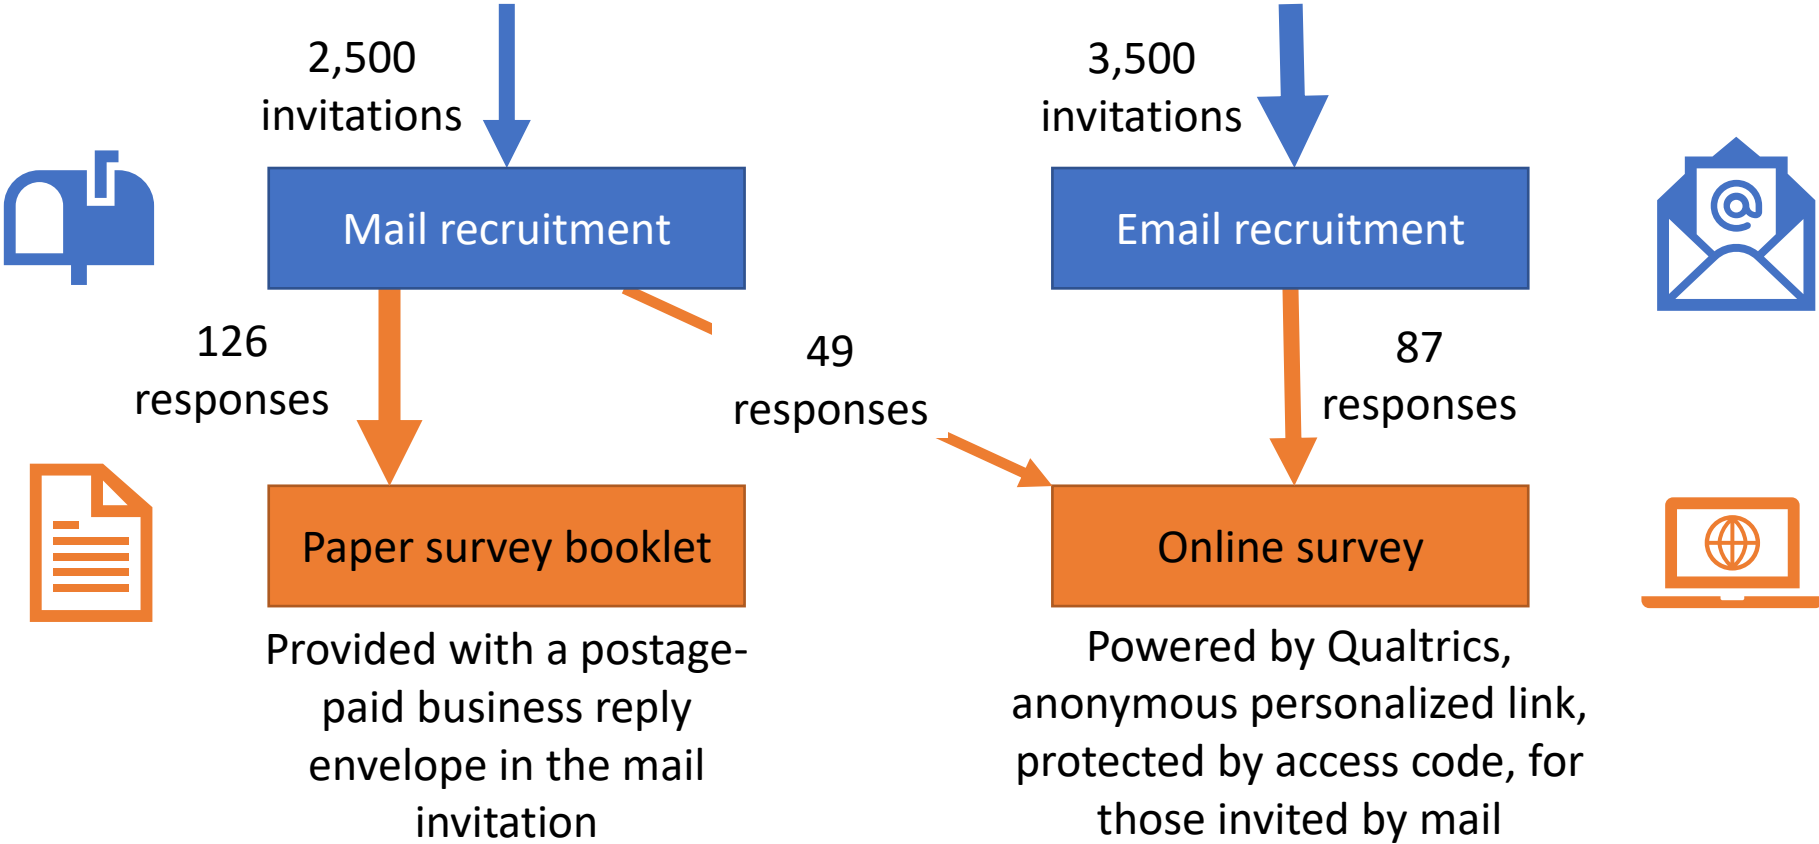 2,500
invitations
3,500
invitations
Mail recruitment
Email recruitment
@
126
responses
49
responses
87
responses
Paper survey booklet
Online survey
Provided with a postage-
paid business reply
envelope in the mail
invitation
Powered by Qualtrics,
anonymous personalized link,
protected by access code, for
those invited by mail